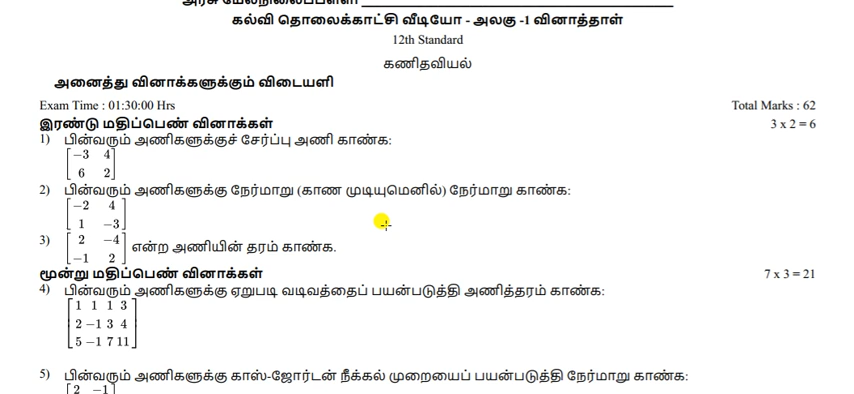 கல்வி தொலைக்காட்சி வீடியோ - அலகு -1 வினாத்தாள்
12th Standard
கணிதவியல்
அனைத்து வினாக்களுக்கும் விடையளி
Exam Time : 01:30:00 Hrs Total Marks : 62
இரண்டு மதிப்பெண் வினாக்கள் 3 x 2 = 6
1) பின்வரும் அணிகளுக்குச் சேர்ப்பு அணி காண்க:
−3 4
6 2
2) பின்வரும் அணிகளுக்கு நேர்மாறு (காண முடியுமெனில்) நேர்மாறு காண்க:
−2 4
1 −3
3) 2 −4
−1 2 என்ற அணியின் தரம் காண்க.
மூன்று மதிப்பெண் வினாக்கள் 7 x 3 = 21
4) பின்வரும் அணிகளுக்கு ஏறுபடி வடிவத்தைப் பயன்படுத்தி அணித்தரம் காண்க:
1 1 1 3
2 −1 3 4
5 −1 7 11
5) பின்வரும் அணிகளுக்கு காஸ்-ஜோர்டன் நீக்கல் முறையைப் பயன்படுத்தி நேர்மாறு காண்க:
2 −1